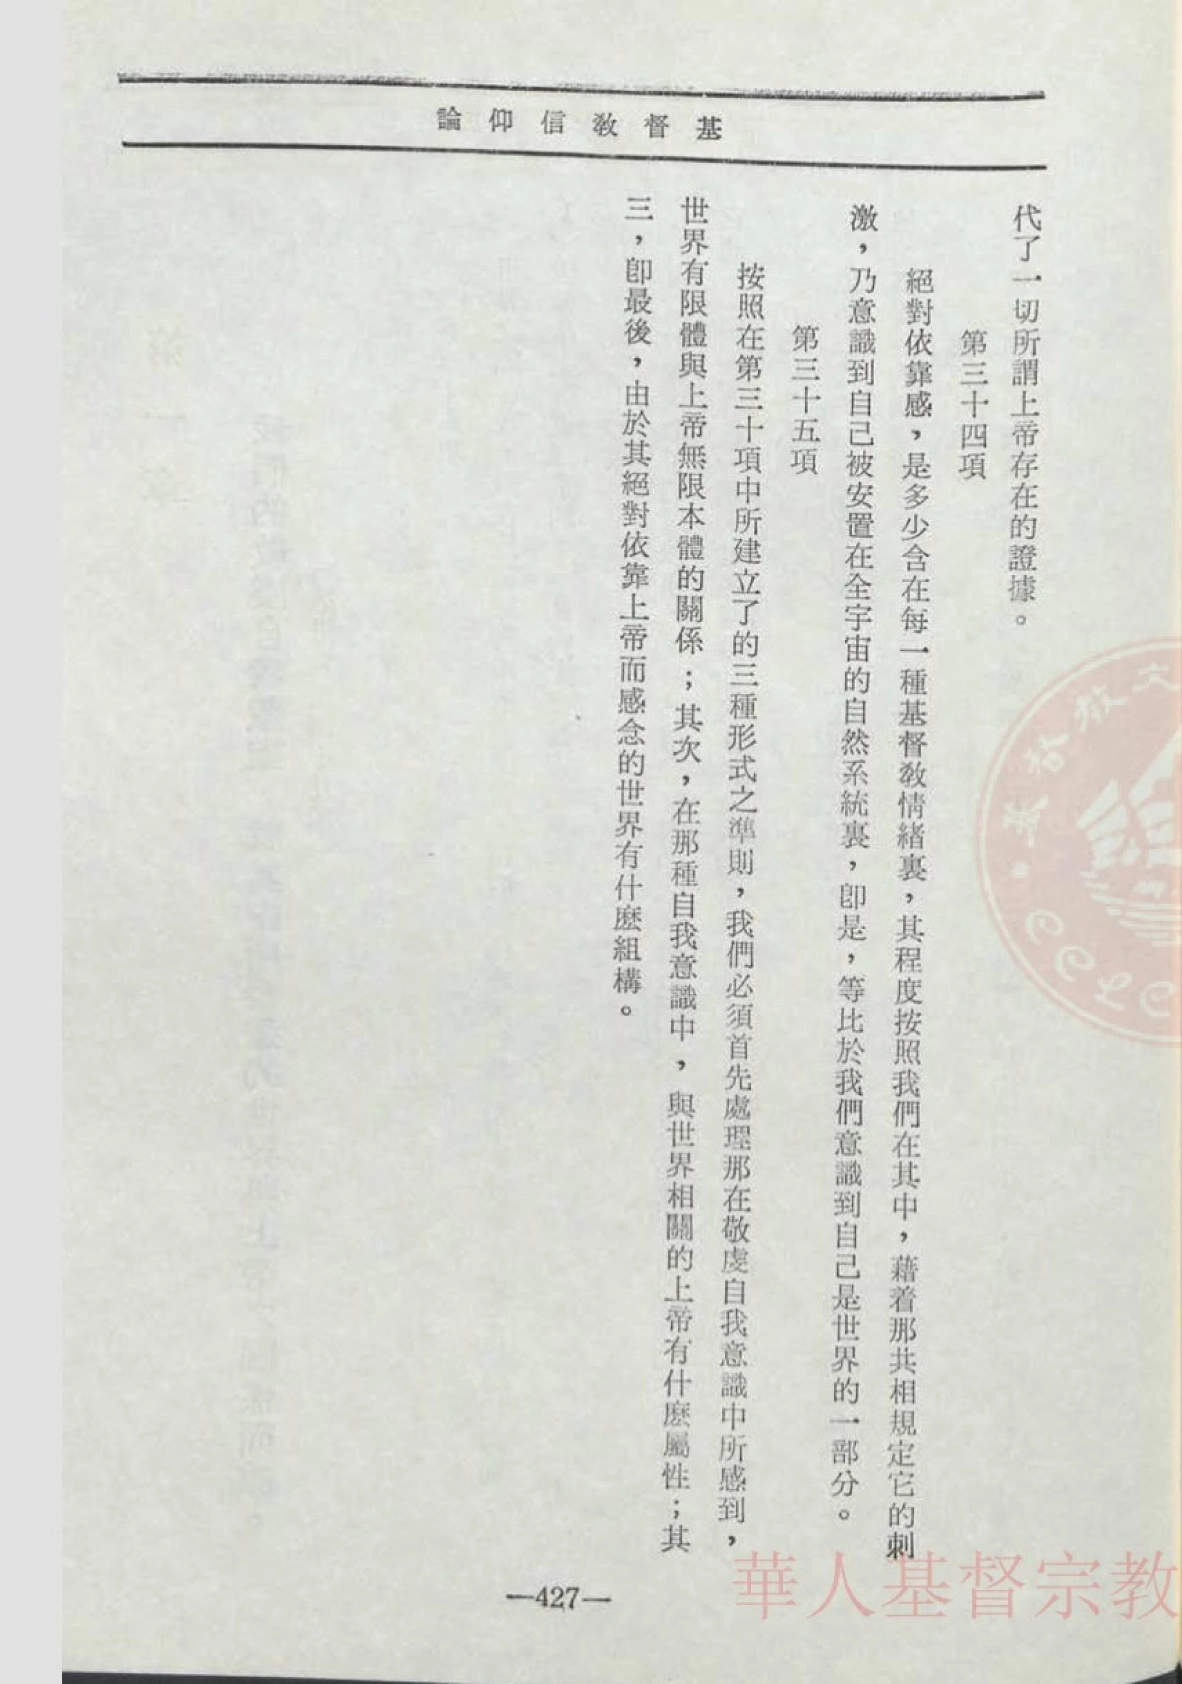 基督教信仰論
代了一切所謂上帝存在的證據。
第三十四項
絕對依靠感，是多少含在每一種基督教情緒裏，其程度按照我們在其中，藉着那共相規定它的刺
激，乃意識到自己被安置在全宇宙的自然系統裏，卽是，等比於我們意識到自己是世界的一部分。
第三十五項
按照在第三十項中所建立了的三種形式之準則，我們必須首先處理那在敬虔自我意識中所感到，
世界有限體與上帝無限本體的關係；其次，在那種自我意識中，與世界相關的上帝有什麽屬性；其
三，卽最後，由於其絕對依靠上帝而感念的世界有什麽組構。
—427—
華人基督宗教